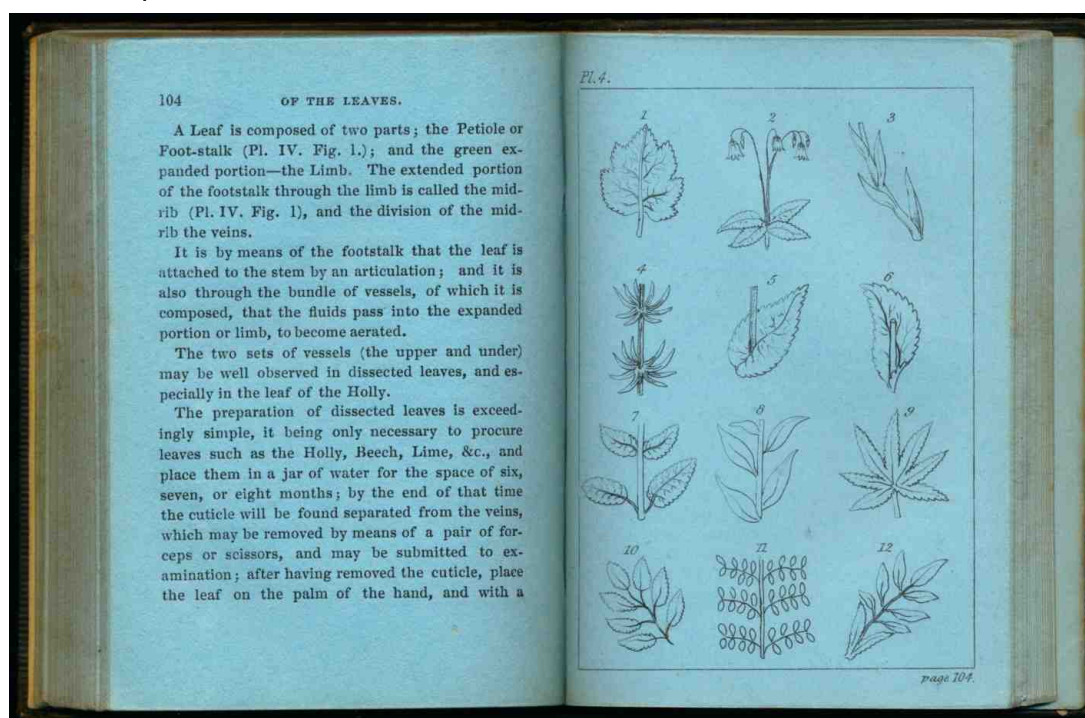 104 OF THE LEAVES.
A Leaf is composed of two parts; the Petiole or
Foot-stalk (Pl. IV. Fig. 1.); and the green ex-
panded portion—the Limb. The extended portion
of the footstalk through the limb is called the mid-
rib (Pl. IV. Fig. 1), and the division of the mid-
rib the veins.
It is by means of the footstalk that the leaf is
attached to the stem by an articulation; and it is
also through the bundle of vessels, of which it is
composed, that the fluids pass into the expanded
portion or limb, to become aerated.
The two sets of vessels (the upper and under)
may be well observed in dissected leaves, and es-
pecially in the leaf of the Holly.
The preparation of dissected leaves is exceed-
ingly simple, it being only necessary to procure
leaves such as the Holly, Beech, Lime, &c., and
place them in a jar of water for the space of six,
seven, or eight months; by the end of that time
the cuticle will be found separated from the veins,
which may be removed by means of a pair of for-
ceps or scissors, and may be submitted to ex-
amination; after having removed the cuticle, place
the leaf on the palm of the hand, and with a
Pl. 4.
1 2 3
4 5 6
7 8 9
10 11 12
page 104.